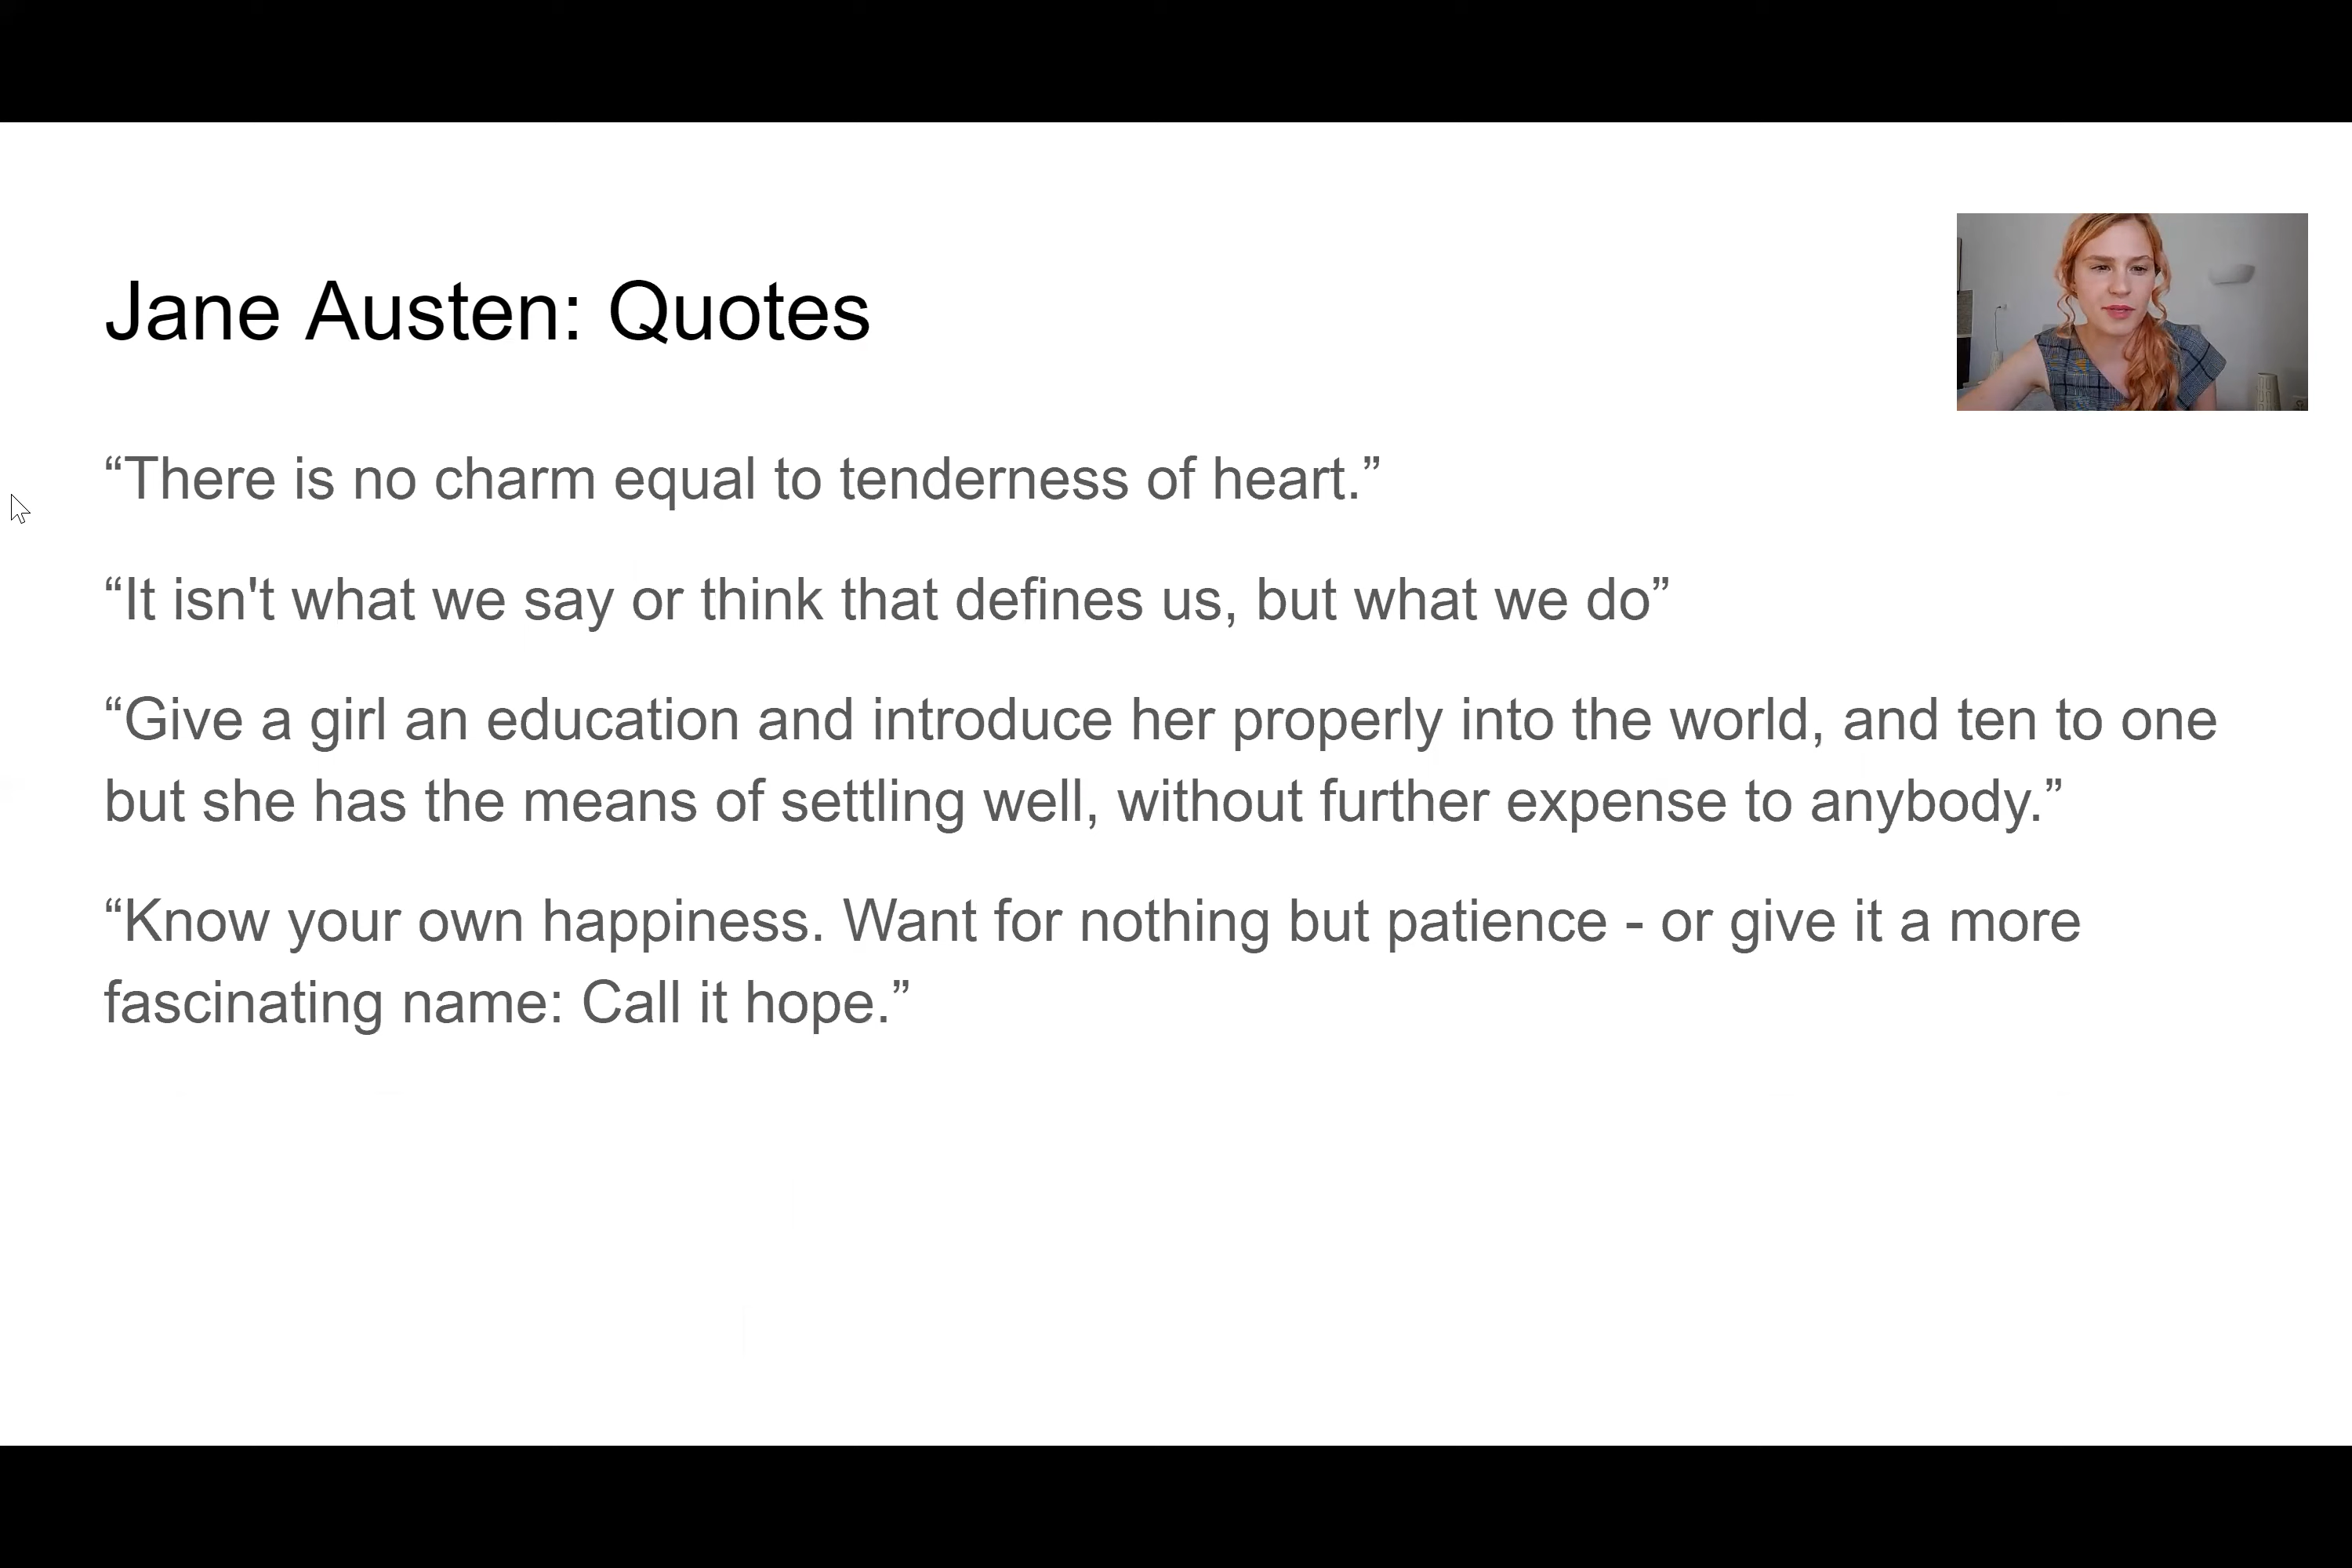 Jane Austen: Quotes
“There is no charm equal to tenderness of heart.”
“It isn't what we say or think that defines us, but what we do”
“Give a girl an education and introduce her properly into the world, and ten to one
but she has the means of settling well, without further expense to anybody.”
“Know your own happiness. Want for nothing but patience - or give it a more
fascinating name: Call it hope.”